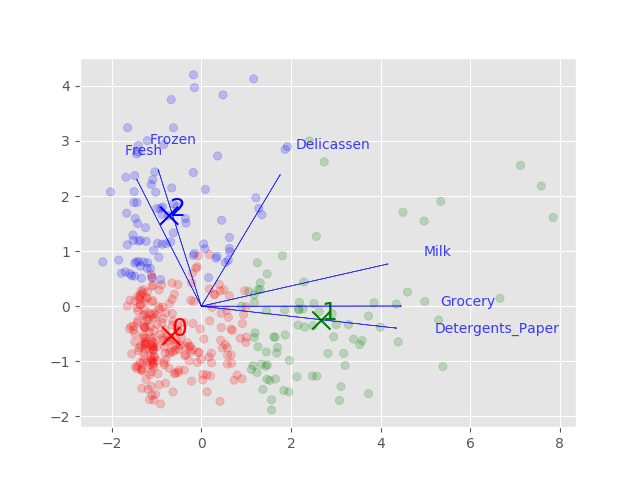 4
Frozen
Fresh
Delicassen
3
2
2
Milk
1
Grocery
0
1
0
Detergents_Paper
−1
−2
−2 0 2 4 6 8